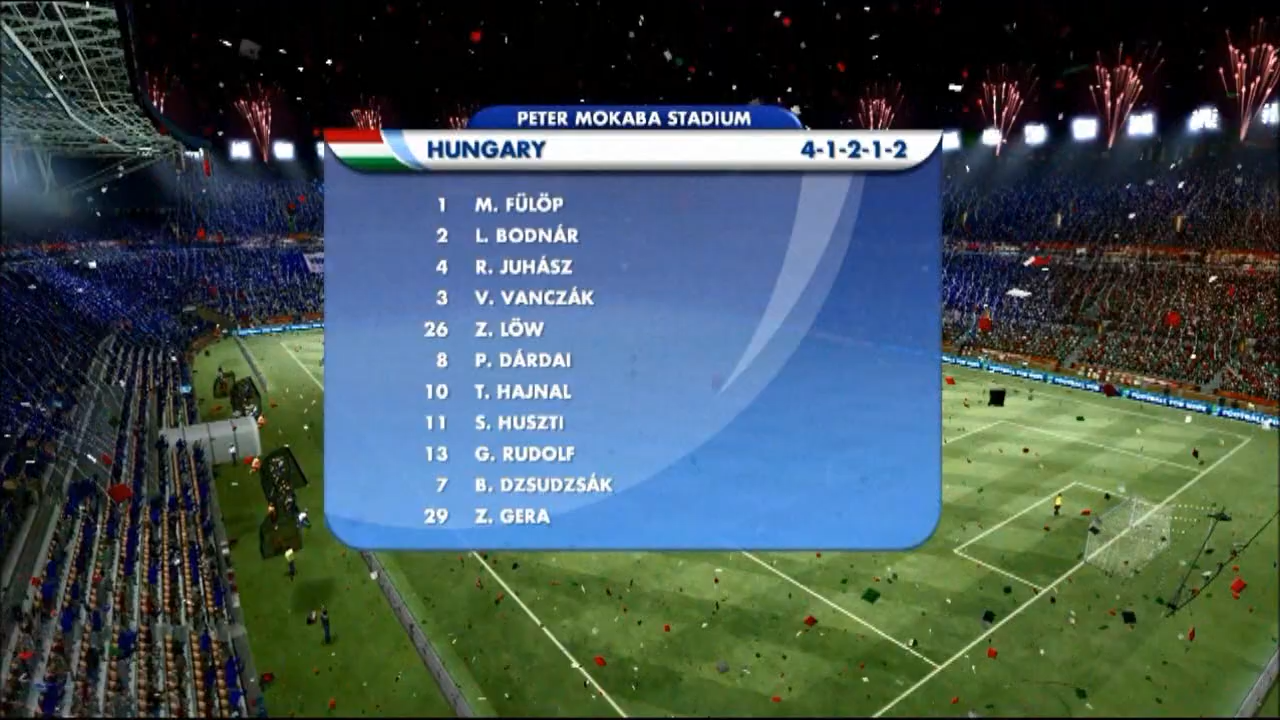 PETER MOKABA STADIUM
HUNGARY 4-1-2-1-2
1 M. FÜLÖP
2 L. BODNÁR
4 R. JUHÁSZ
3 V. VANCZÁK
26 Z. LÖW
8 P. DÁRDAI
10 T. HAJNAL
11 S. HUSZTI
13 G. RUDOLF
7 B. DZSUDZSÁK
29 Z. GERA